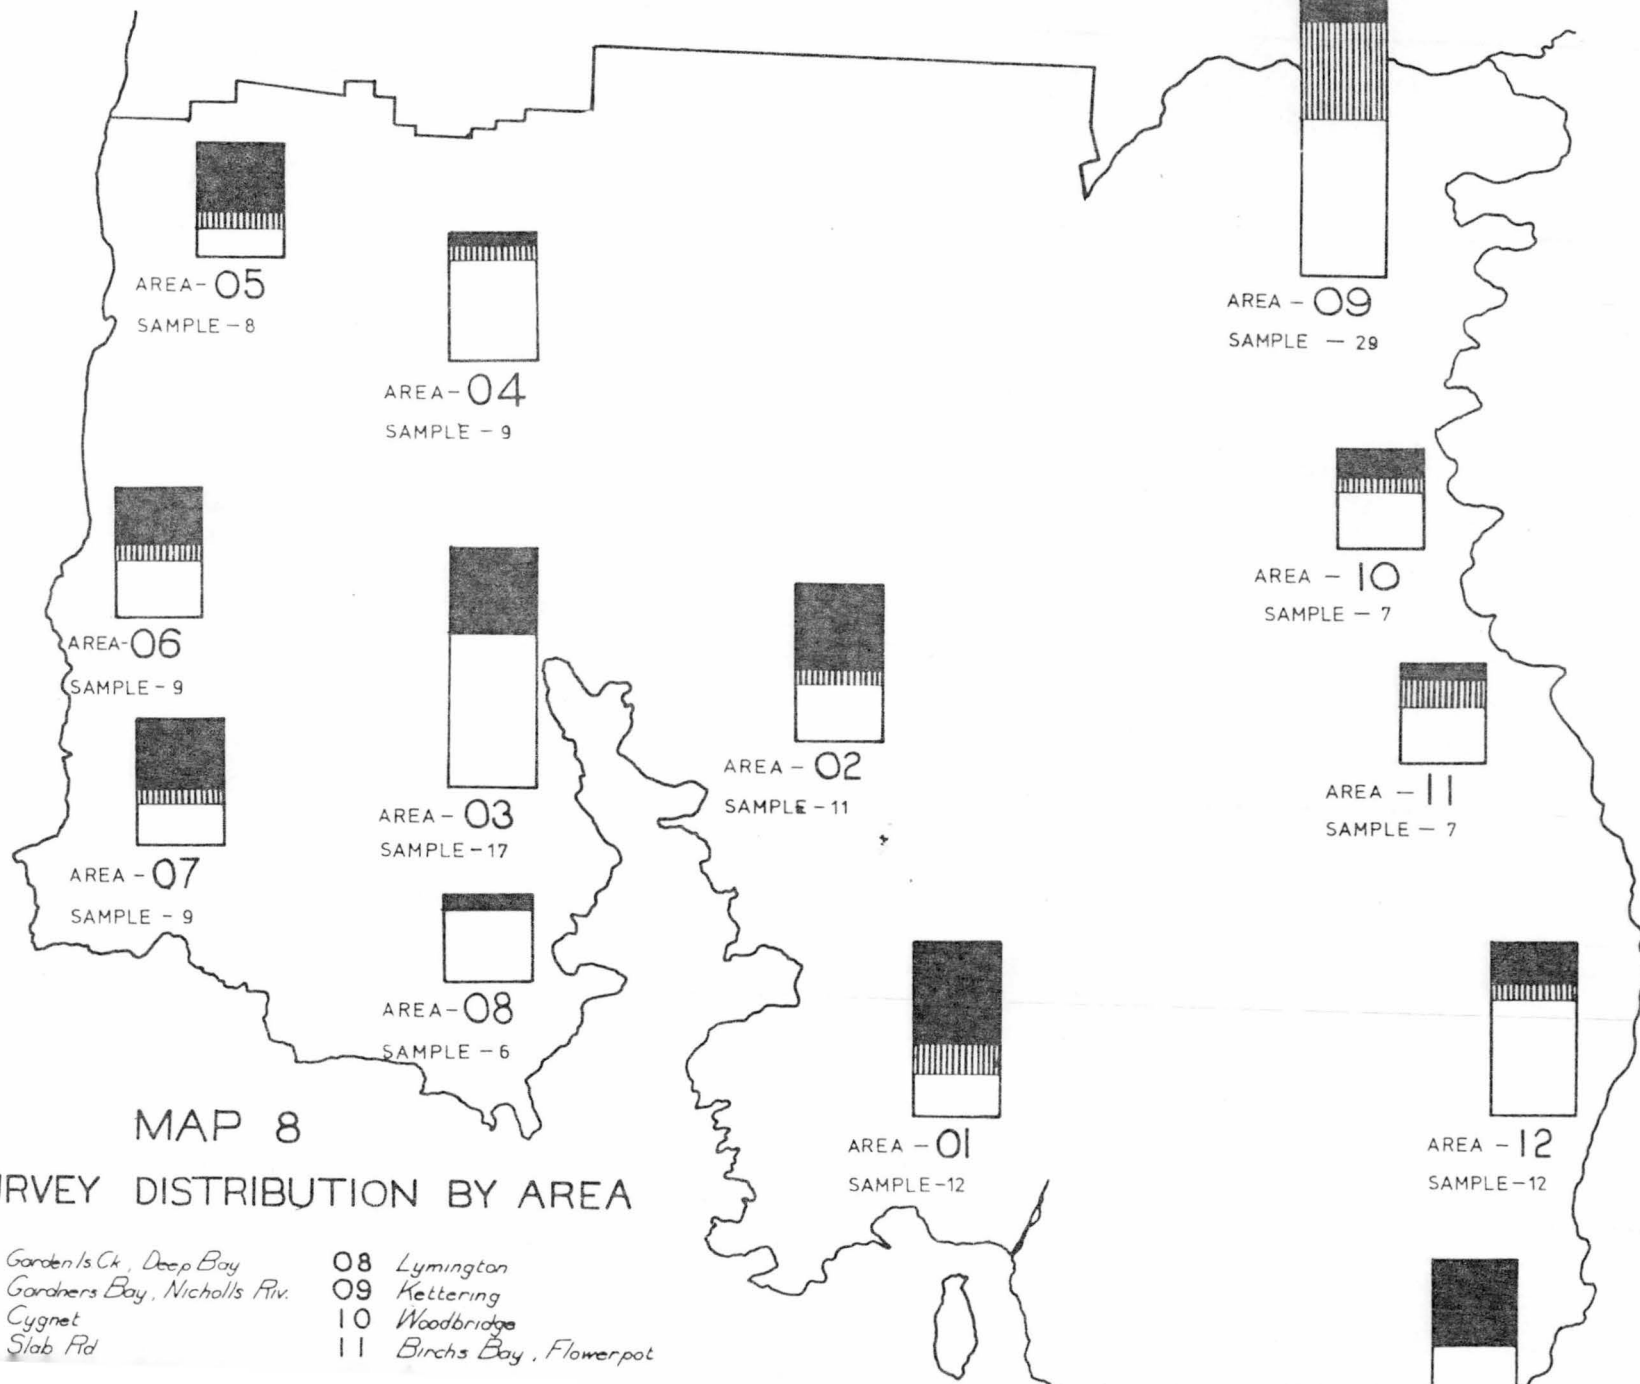 AREA-05
SAMPLE-8
AREA-04
SAMPLE-9
AREA-09
SAMPLE-29
AREA-10
SAMPLE-7
AREA-06
SAMPLE-9
AREA-02
SAMPLE-11
AREA-11
SAMPLE-7
AREA-03
SAMPLE-17
AREA-07
SAMPLE-9
AREA-08
SAMPLE-6
AREA-01
SAMPLE-12
AREA-12
SAMPLE-12
MAP 8
RVEY DISTRIBUTION BY AREA
Garden Is. Ck, Deep Bay
Gardners Bay, Nicholls Riv.
Cygnet
Slab Rd
08 Lymington
09 Kettering
10 Woodbridge
11 Birchs Bay, Flowerpot